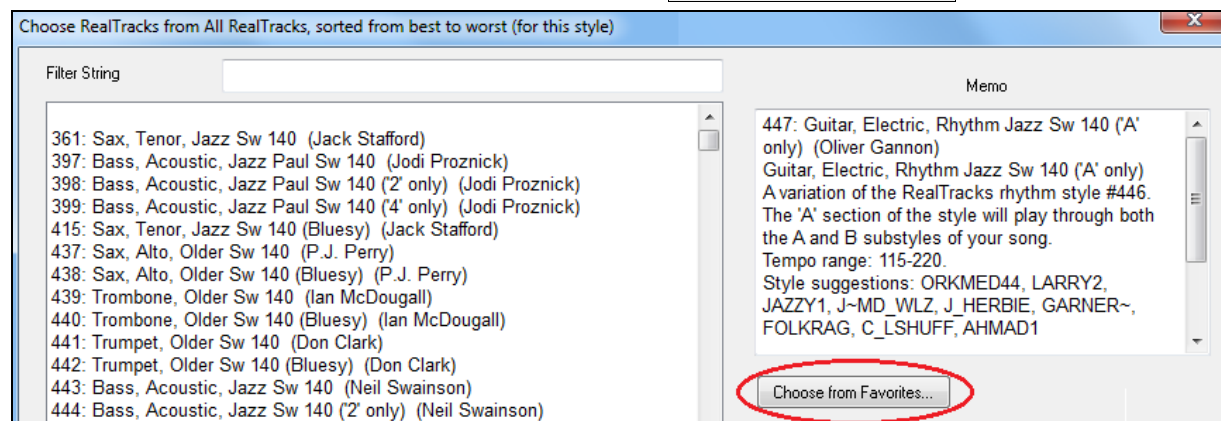 Choose RealTracks from All RealTracks, sorted from best to worst (for this style)
Filter String
361: Sax, Tenor, Jazz Sw 140 (Jack Stafford)
397: Bass, Acoustic, Jazz Paul Sw 140 (Jodi Proznick)
398: Bass, Acoustic, Jazz Paul Sw 140 ('2' only) (Jodi Proznick)
399: Bass, Acoustic, Jazz Paul Sw 140 ('4' only) (Jodi Proznick)
415: Sax, Tenor, Jazz Sw 140 (Bluesy) (Jack Stafford)
437: Sax, Alto, Older Sw 140 (P.J. Perry)
438: Sax, Alto, Older Sw 140 (Bluesy) (P.J. Perry)
439: Trombone, Older Sw 140 (Ian McDougall)
440: Trombone, Older Sw 140 (Bluesy) (Ian McDougall)
441: Trumpet, Older Sw 140 (Don Clark)
442: Trumpet, Older Sw 140 (Bluesy) (Don Clark)
443: Bass, Acoustic, Jazz Sw 140 (Neil Swainson)
444: Bass, Acoustic, Jazz Sw 140 ('2' only) (Neil Swainson)
Memo
447: Guitar, Electric, Rhythm Jazz Sw 140 ('A'
only) (Oliver Gannon)
Guitar, Electric, Rhythm Jazz Sw 140 ('A' only)
A variation of the RealTracks rhythm style #446.
The 'A' section of the style will play through both
the A and B substyles of your song.
Tempo range: 115-220.
Style suggestions: ORKMED44, LARRY2,
JAZZY1, J~MD_WLZ, J_HERBIE, GARNER~,
FOLKRAG, C_LSHUFF, AHMAD1
Choose from Favorites...